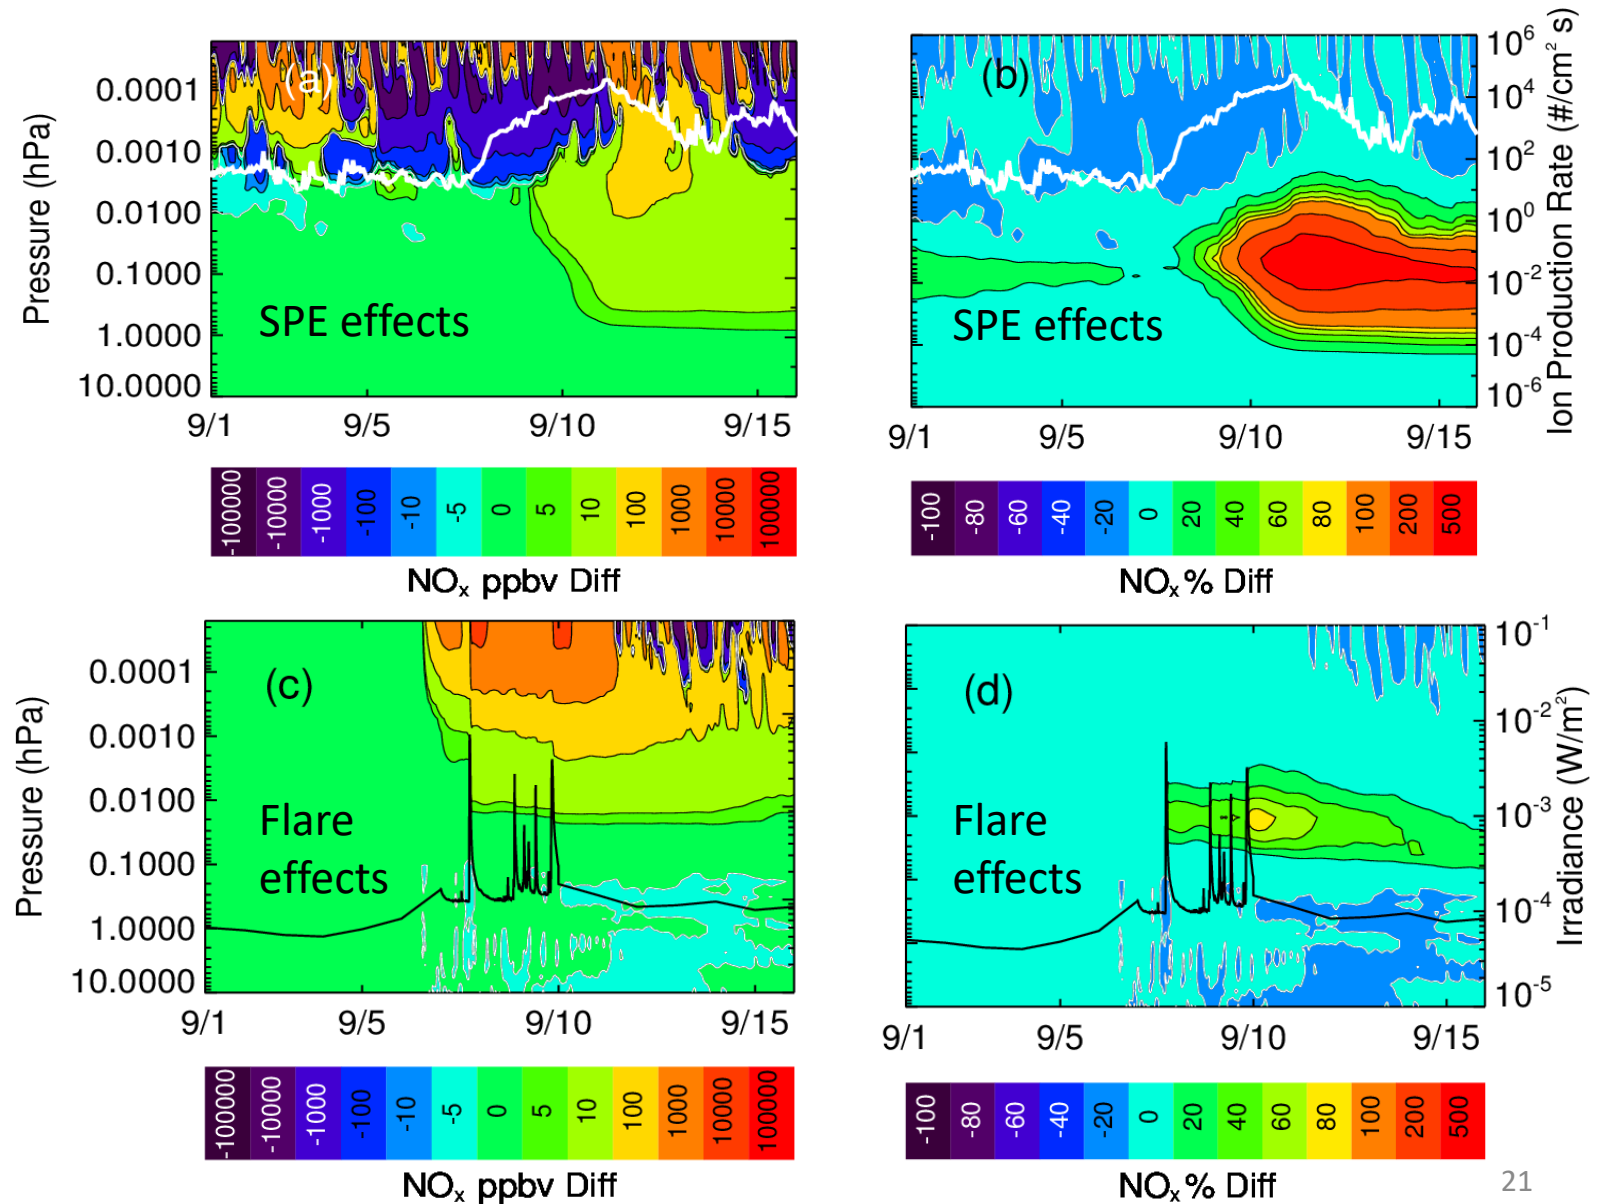 (a)
Pressure (hPa)
0.0001
0.0010
0.0100
0.1000
1.0000
10.0000
SPE effects
9/1 9/5 9/10 9/15
-10000 -10000 -1000 -100 -10 -5 0 5 10 100 1000 10000 10000
NOx ppbv Diff
(b)
SPE effects
10^6
10^4
10^2
10^0
10^-2
10^-4
10^-6
Ion Production Rate (#/cm^2 s)
9/1 9/5 9/10 9/15
-100 -80 -60 -40 -20 0 20 40 60 80 100 200 500
NOx % Diff
(c)
Pressure (hPa)
0.0001
0.0010
0.0100
0.1000
1.0000
10.0000
Flare
effects
9/1 9/5 9/10 9/15
-10000 -10000 -1000 -100 -10 -5 0 5 10 100 1000 10000 10000
NOx ppbv Diff
(d)
Flare
effects
10^-1
10^-2
10^-3
10^-4
10^-5
Irradiance (W/m^2)
9/1 9/5 9/10 9/15
-100 -80 -60 -40 -20 0 20 40 60 80 100 200 500
NOx % Diff
21